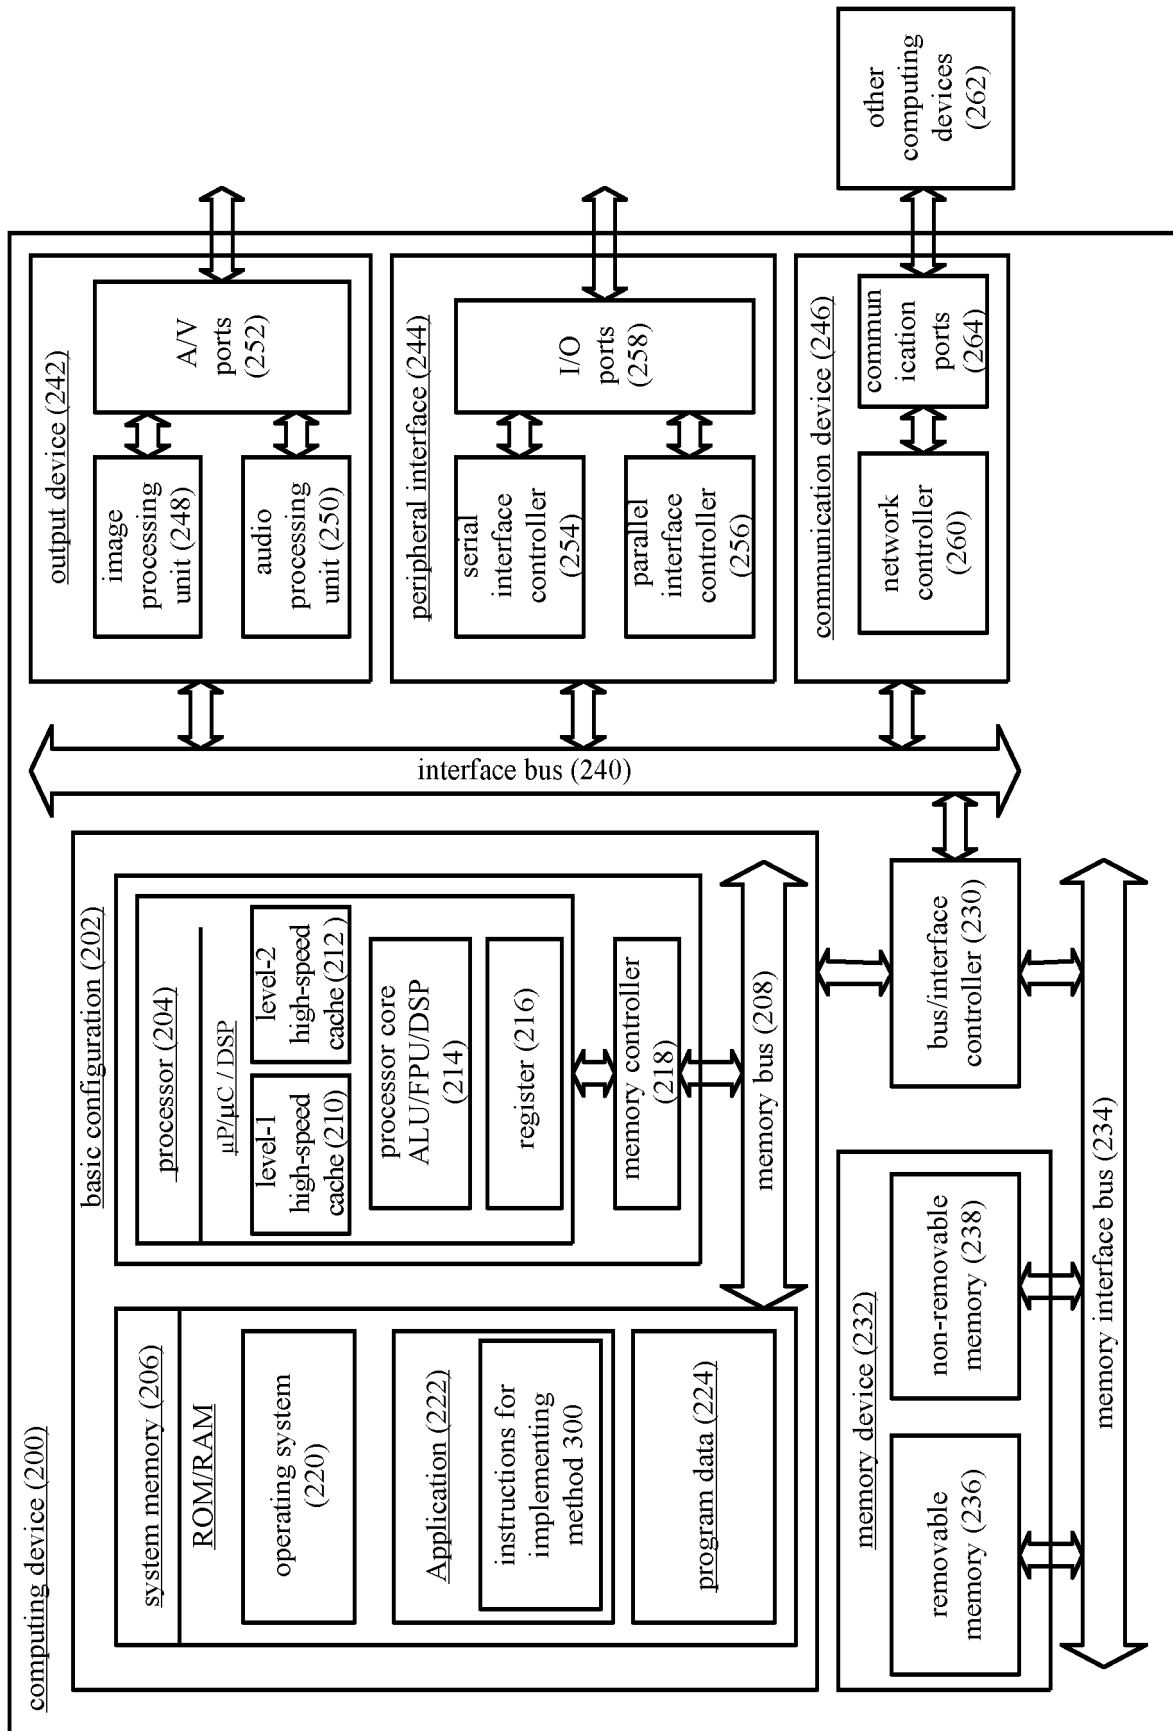 computing device (200)
basic configuration (202)
system memory (206)
ROM/RAM
operating system
(220)
Application (222)
instructions for
implementing
method 300
program data (224)
processor (204)
μP/μC / DSP
level-1
high-speed
cache (210)
level-2
high-speed
cache (212)
processor core
ALU/FPU/DSP
(214)
register (216)
memory controller
(218)
memory bus (208)
interface bus (240)
output device (242)
image
processing
unit (248)
audio
processing
unit (250)
A/V
ports
(252)
peripheral interface (244)
serial
interface
controller
(254)
parallel
interface
controller
(256)
I/O
ports
(258)
communication device (246)
network
controller
(260)
commun
ication
ports
(264)
other
computing
devices
(262)
memory device (232)
removable
memory (236)
non-removable
memory (238)
bus/interface
controller (230)
memory interface bus (234)